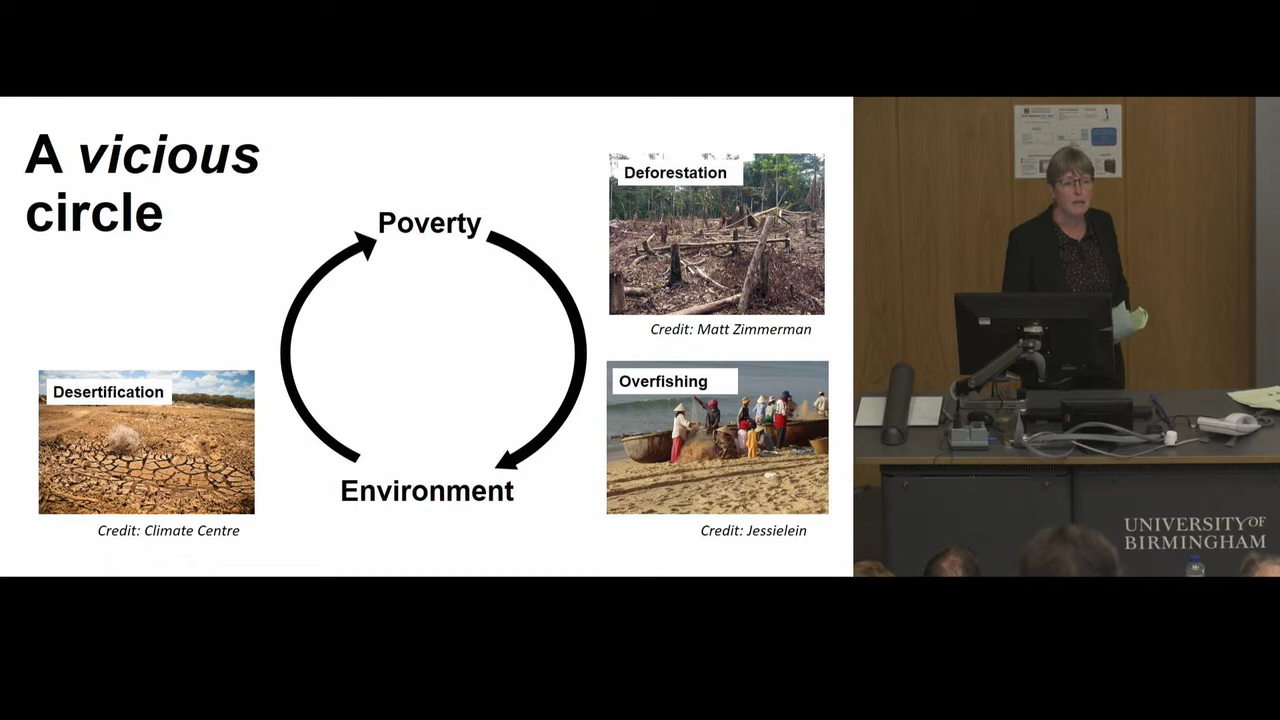 A vicious
circle
Poverty
Environment
Desertification
Credit: Climate Centre
Deforestation
Credit: Matt Zimmerman
Overfishing
Credit: Jessielein
UNIVERSITY OF
BIRMINGHAM